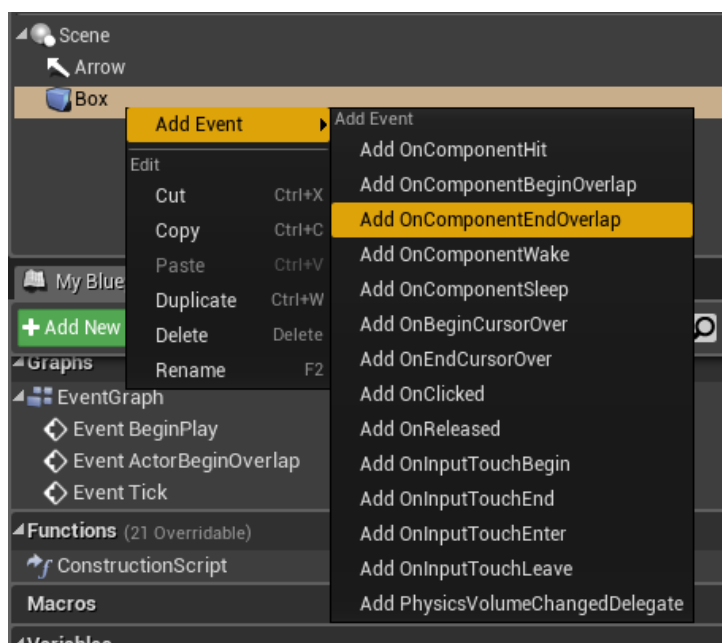 Scene
Arrow
Box
Add Event
Edit
Cut Ctrl+X
Copy Ctrl+C
Paste Ctrl+V
Duplicate Ctrl+W
Delete Delete
Rename F2
Add Event
Add OnComponentHit
Add OnComponentBeginOverlap
Add OnComponentEndOverlap
Add OnComponentWake
Add OnComponentSleep
Add OnBeginCursorOver
Add OnEndCursorOver
Add OnClicked
Add OnReleased
Add OnInputTouchBegin
Add OnInputTouchEnd
Add OnInputTouchEnter
Add OnInputTouchLeave
Add PhysicsVolumeChangedDelegate
My Blue
+ Add New
Graphs
EventGraph
Event BeginPlay
Event ActorBeginOverlap
Event Tick
Functions (21 Overridable)
ConstructionScript
Macros
Variables